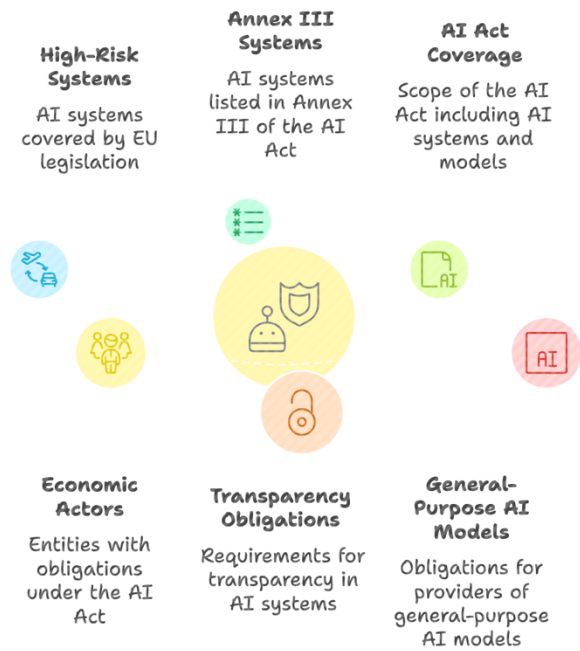 High-Risk
Systems
AI systems
covered by EU
legislation
Annex III
Systems
AI systems
listed in Annex
III of the AI
Act
AI Act
Coverage
Scope of the AI
Act including AI
systems and
models
AI
AI
Economic
Actors
Entities with
obligations
under the AI
Act
Transparency
Obligations
Requirements for
transparency in
AI systems
General-
Purpose AI
Models
Obligations for
providers of
general-purpose
AI models